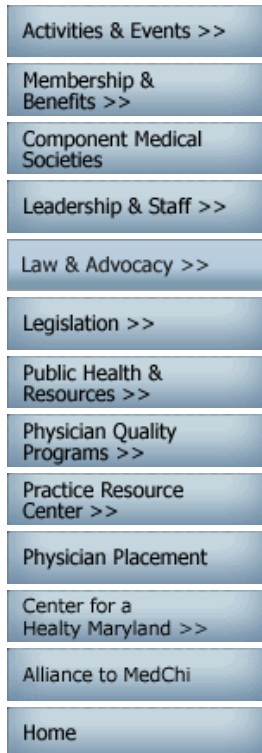 Activities & Events >>
Membership &
Benefits >>
Component Medical
Societies
Leadership & Staff >>
Law & Advocacy >>
Legislation >>
Public Health &
Resources >>
Physician Quality
Programs >>
Practice Resource
Center >>
Physician Placement
Center for a
Healty Maryland >>
Alliance to MedChi
Home